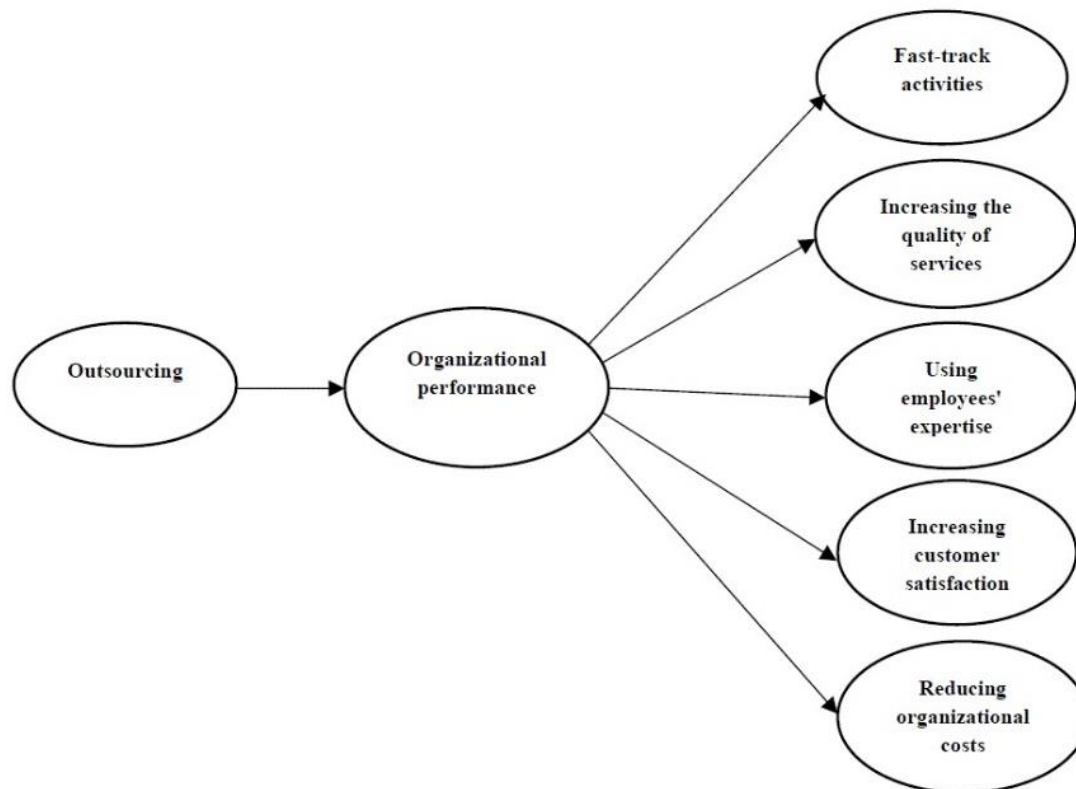 Outsourcing
Organizational
performance
Fast-track
activities
Increasing the
quality of
services
Using
employees'
expertise
Increasing
customer
satisfaction
Reducing
organizational
costs